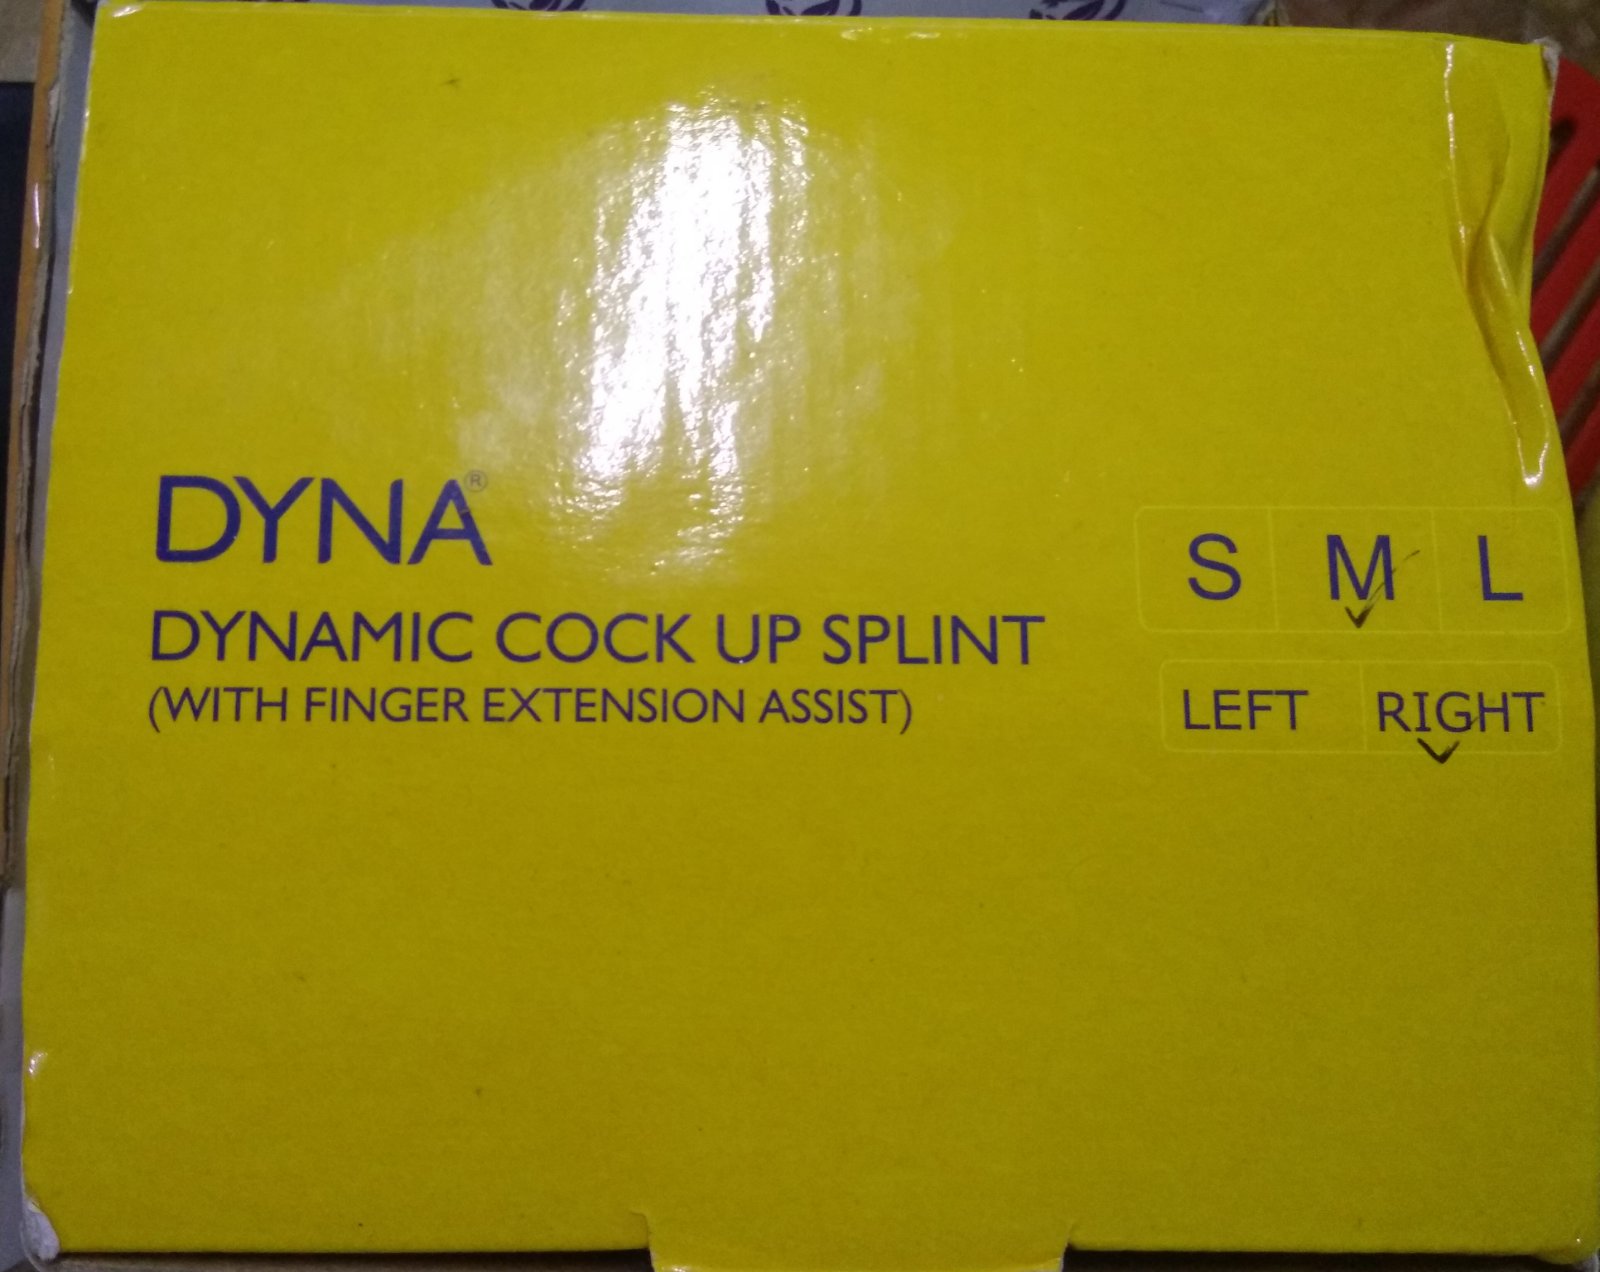 DYNA®
DYNAMIC COCK UP SPLINT
(WITH FINGER EXTENSION ASSIST)
S M L
LEFT RIGHT